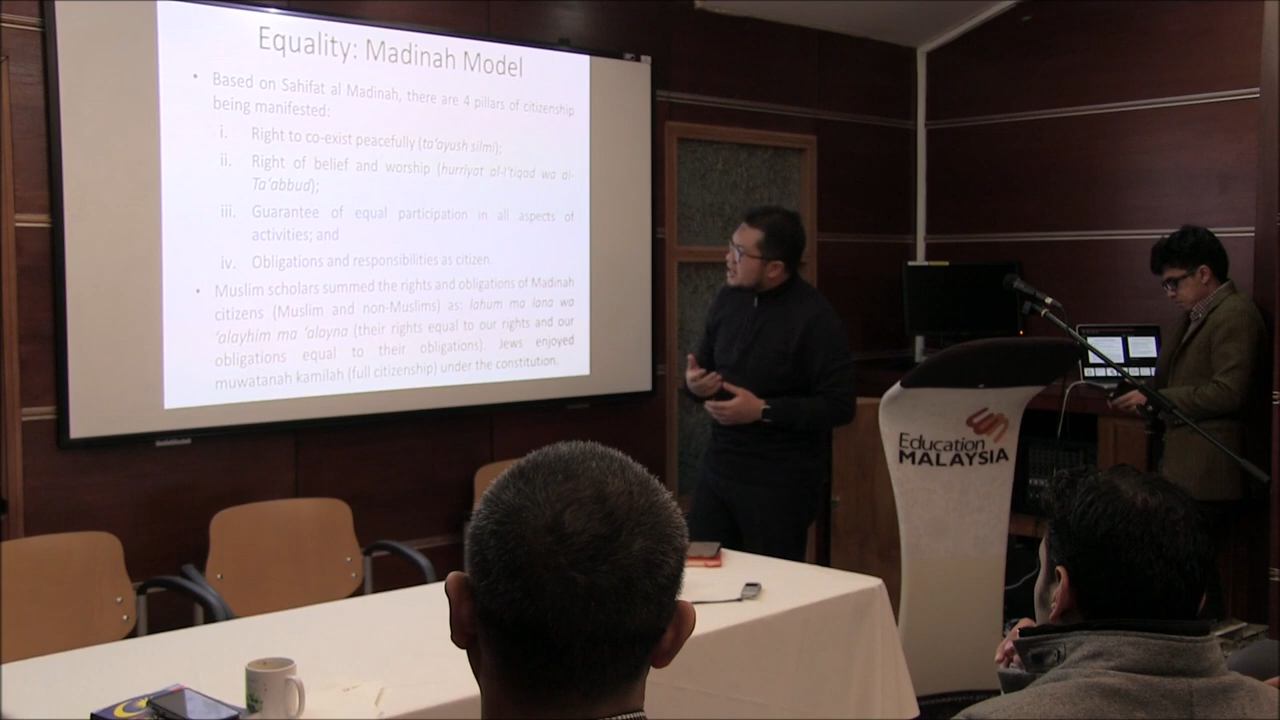 Equality: Madinah Model
• Based on Sahifat al Madinah, there are 4 pillars of citizenship
being manifested:
i. Right to co-exist peacefully (ta'ayush silmi);
ii. Right of belief and worship (hurriyat al-I'tiqad wa al-
Ta'abbud);
iii. Guarantee of equal participation in all aspects of
activities; and
iv. Obligations and responsibilities as citizen.
• Muslim scholars summed the rights and obligations of Madinah
citizens (Muslim and non-Muslims) as: lahum ma lana wa
'alayhim ma 'alayna (their rights equal to our rights and our
obligations equal to their obligations). Jews enjoyed
muwatanah kamilah (full citizenship) under the constitution.
Education
MALAYSIA